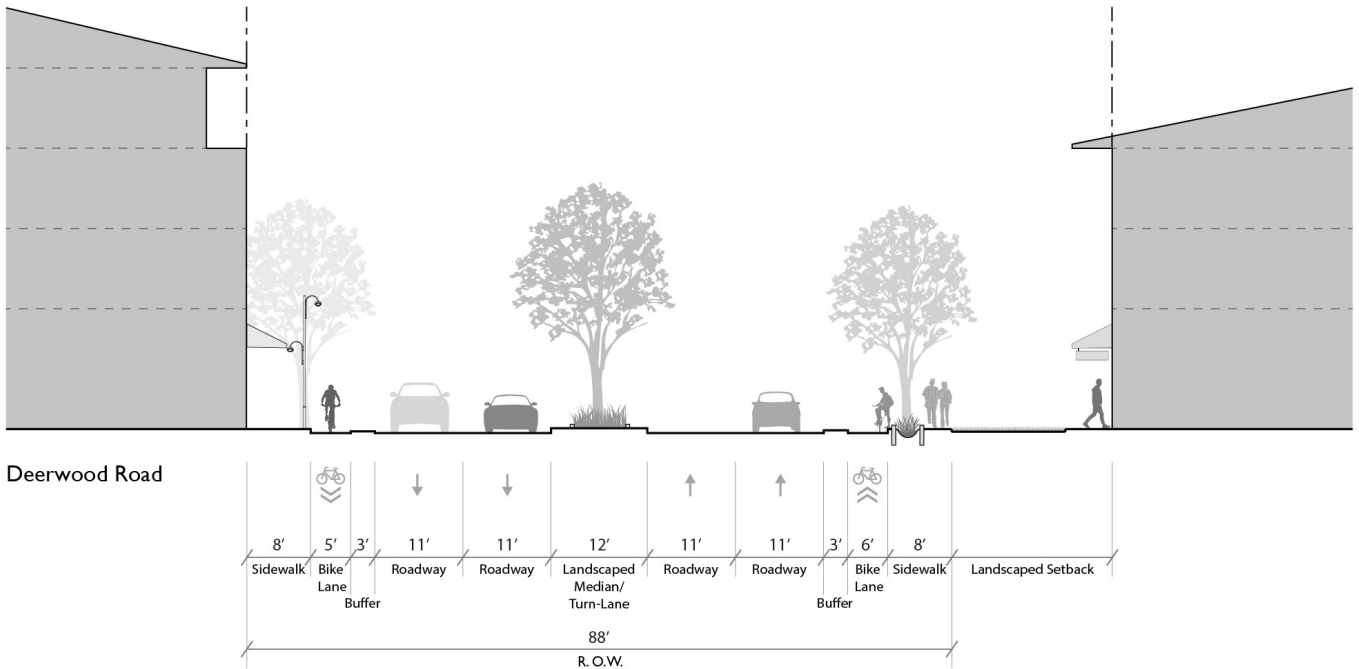 Deerwood Road
8’ 5’ 3’ 11’ 11’ 12’ 11’ 11’ 3’ 6’ 8’
Sidewalk Bike Roadway Roadway Landscaped Roadway Roadway Bike Sidewalk Landscaped Setback
Lane Median/ Lane
Buffer Turn-Lane Buffer
88’
R. O.W.